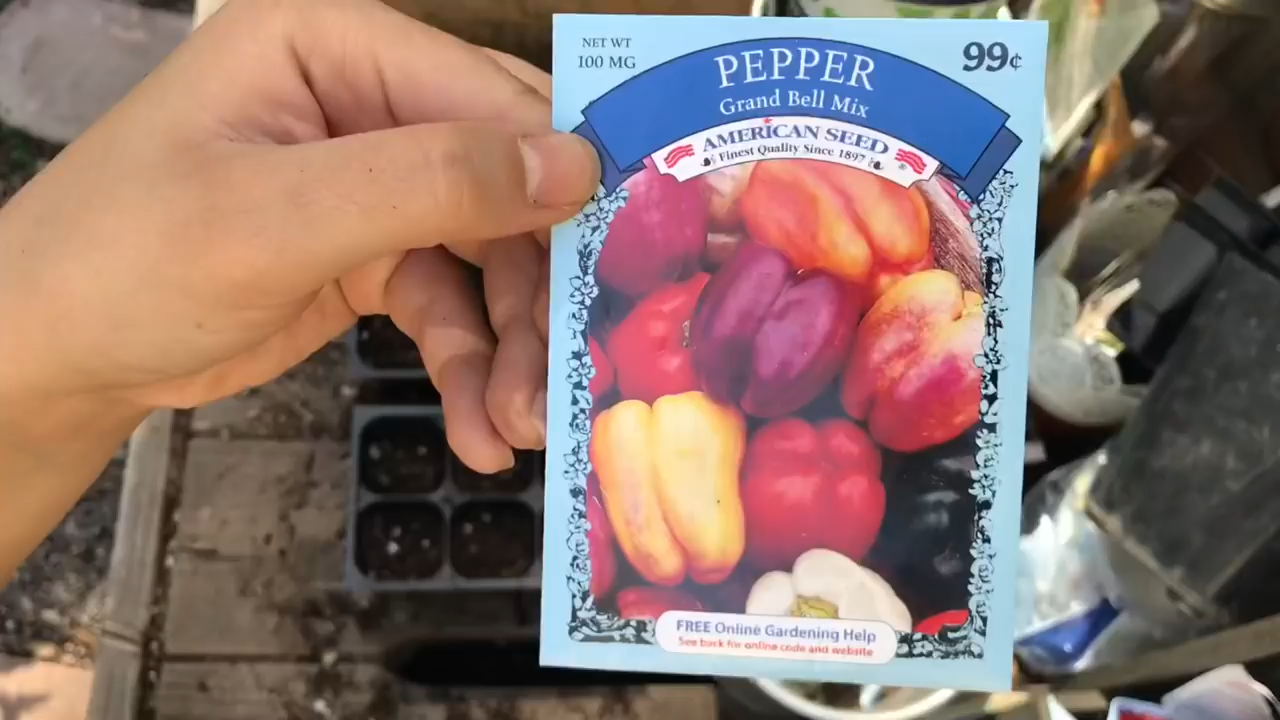 NET WT
100 MG
PEPPER
99¢
Grand Bell Mix
AMERICAN SEED
Finest Quality Since 1897
®
FREE Online Gardening Help
See back for online code and website